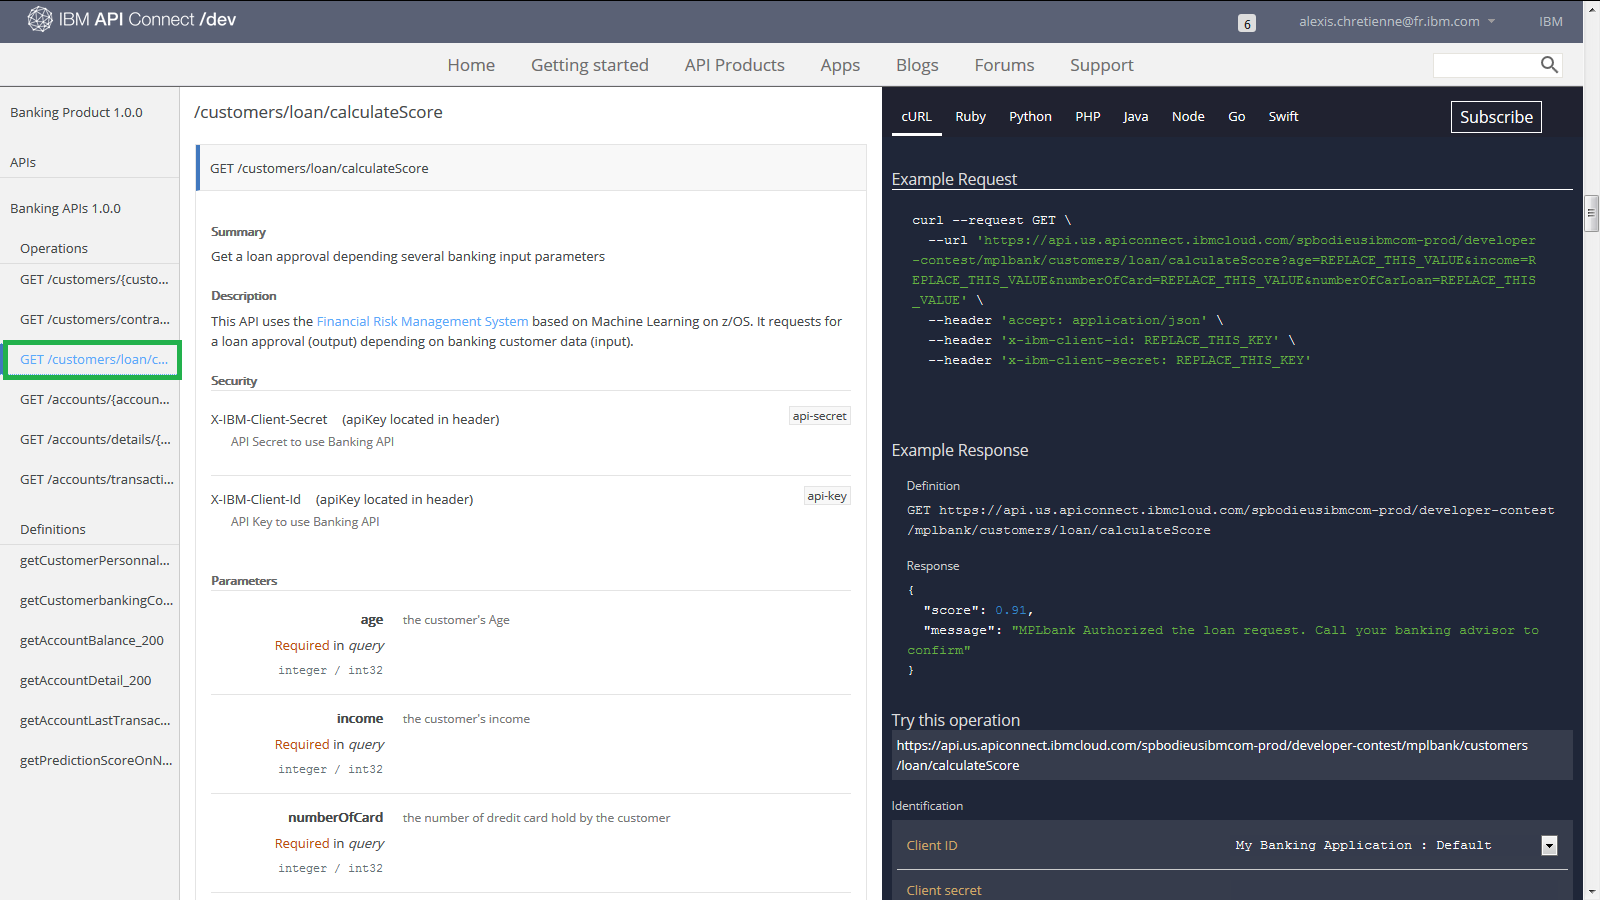 IBM API Connect /dev
6
alexis.chretienne@fr.ibm.com
IBM
Home
Getting started
API Products
Apps
Blogs
Forums
Support
Banking Product 1.0.0
APIs
Banking APIs 1.0.0
Operations
GET /customers/{custo...
GET /customers/contra...
GET /customers/loan/c...
GET /accounts/{accoun...
GET /accounts/details/{...
GET /accounts/transacti...
Definitions
getCustomerPersonnal...
getCustomerbankingCo...
getAccountBalance_200
getAccountDetail_200
getAccountLastTransac...
getPredictionScoreOnN...
/customers/loan/calculateScore
GET /customers/loan/calculateScore
Summary
Get a loan approval depending several banking input parameters
Description
This API uses the Financial Risk Management System based on Machine Learning on z/OS. It requests for
a loan approval (output) depending on banking customer data (input).
Security
X-IBM-Client-Secret (apiKey located in header)
api-secret
API Secret to use Banking API
X-IBM-Client-Id (apiKey located in header)
api-key
API Key to use Banking API
Parameters
age the customer's Age
Required in query
integer / int32
income the customer's income
Required in query
integer / int32
numberOfCard the number of dredit card hold by the customer
Required in query
integer / int32
cURL Ruby Python PHP Java Node Go Swift
Subscribe
Example Request
curl --request GET \
--url 'https://api.us.apiconnect.ibmcloud.com/spbodieusibmcom-prod/developer
-contest/mplbank/customers/loan/calculateScore?age=REPLACE_THIS_VALUE&income=R
EPLACE_THIS_VALUE&numberOfCard=REPLACE_THIS_VALUE&numberOfCarLoan=REPLACE_THIS
_VALUE' \
--header 'accept: application/json' \
--header 'x-ibm-client-id: REPLACE_THIS_KEY' \
--header 'x-ibm-client-secret: REPLACE_THIS_KEY'
Example Response
Definition
GET https://api.us.apiconnect.ibmcloud.com/spbodieusibmcom-prod/developer-contest
/mplbank/customers/loan/calculateScore
Response
{
"score": 0.91,
"message": "MPLbank Authorized the loan request. Call your banking advisor to
confirm"
}
Try this operation
https://api.us.apiconnect.ibmcloud.com/spbodieusibmcom-prod/developer-contest/mplbank/customers
/loan/calculateScore
Identification
Client ID
My Banking Application : Default
Client secret